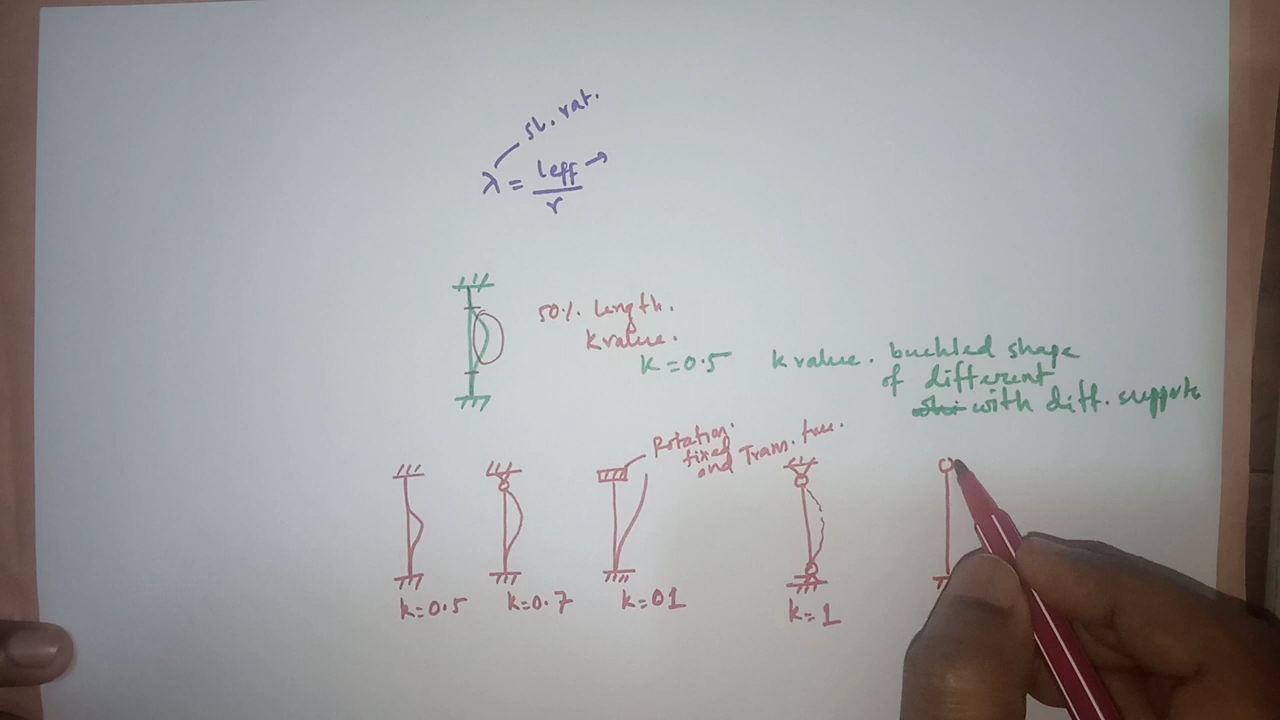 sl. rat.
λ = leff →
r
50%. Length.
k value.
k = 0.5
k value. buckled shape
of different
with diff. supports
Rotation.
fixed
and Tran. free.
k=0.5
k=0.7
k=01
k=1